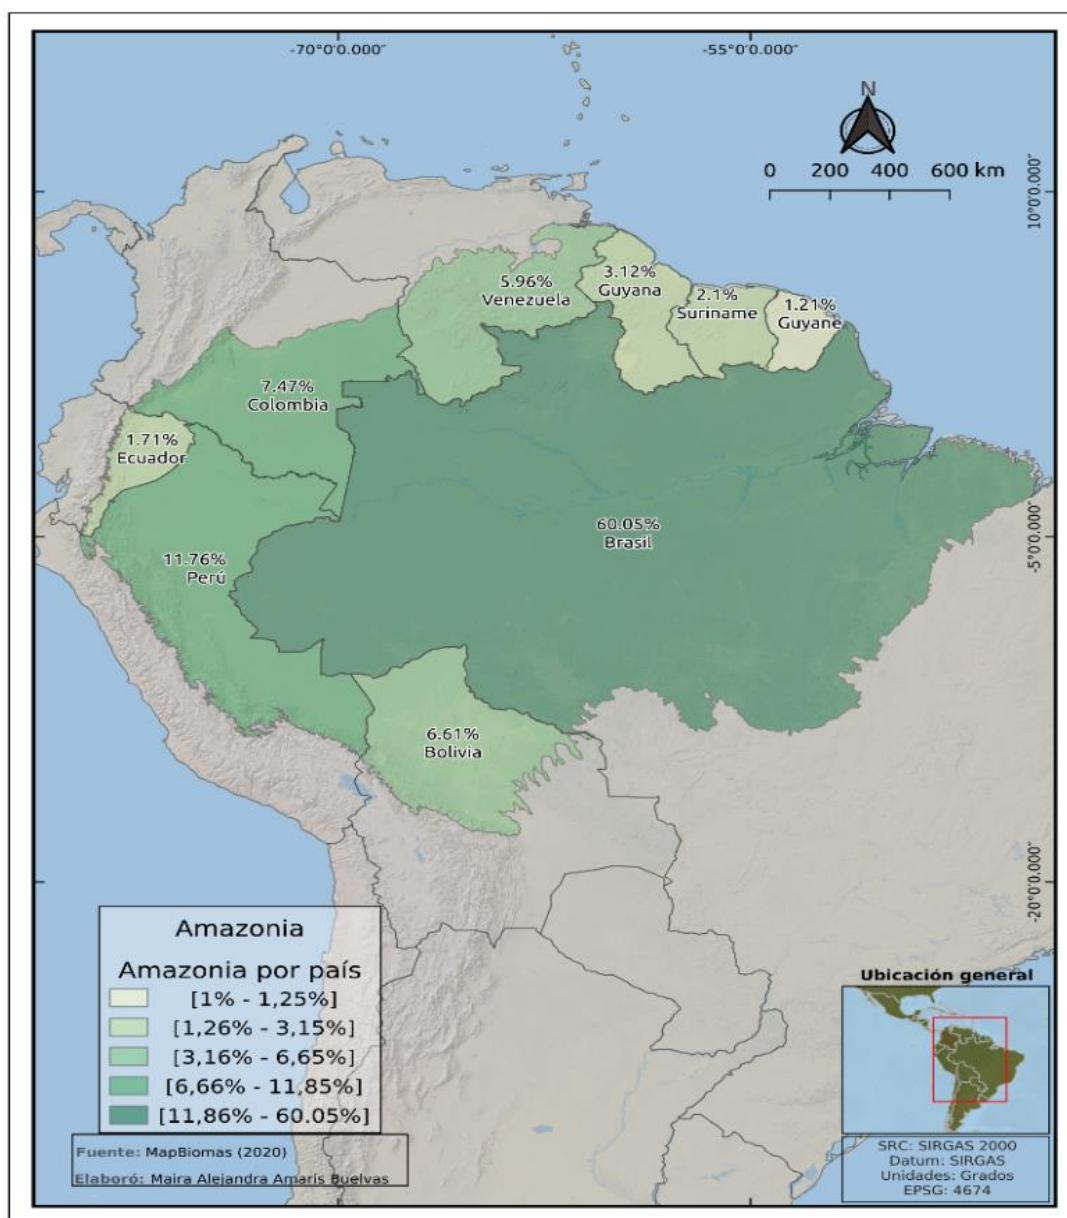 -70°0'0.000″
-55°0'0.000″
N
0 200 400 600 km
10°0'0.000″
3.12%
Guyana
5.96%
Venezuela
2.1%
Suriname
1.21%
Guyane
7.47%
Colombia
1.71%
Ecuador
60.05%
Brasil
-5°0'0.000″
11.76%
Perú
6.61%
Bolivia
-20°0'0.000″
Amazonia
Amazonia por país
[1% - 1,25%]
[1,26% - 3,15%]
[3,16% - 6,65%]
[6,66% - 11,85%]
[11,86% - 60.05%]
Fuente: MapBiomas (2020)
Elaboró: Maira Alejandra Amaris Buelvas
Ubicación general
SRC: SIRGAS 2000
Datum: SIRGAS
Unidades: Grados
EPSG: 4674